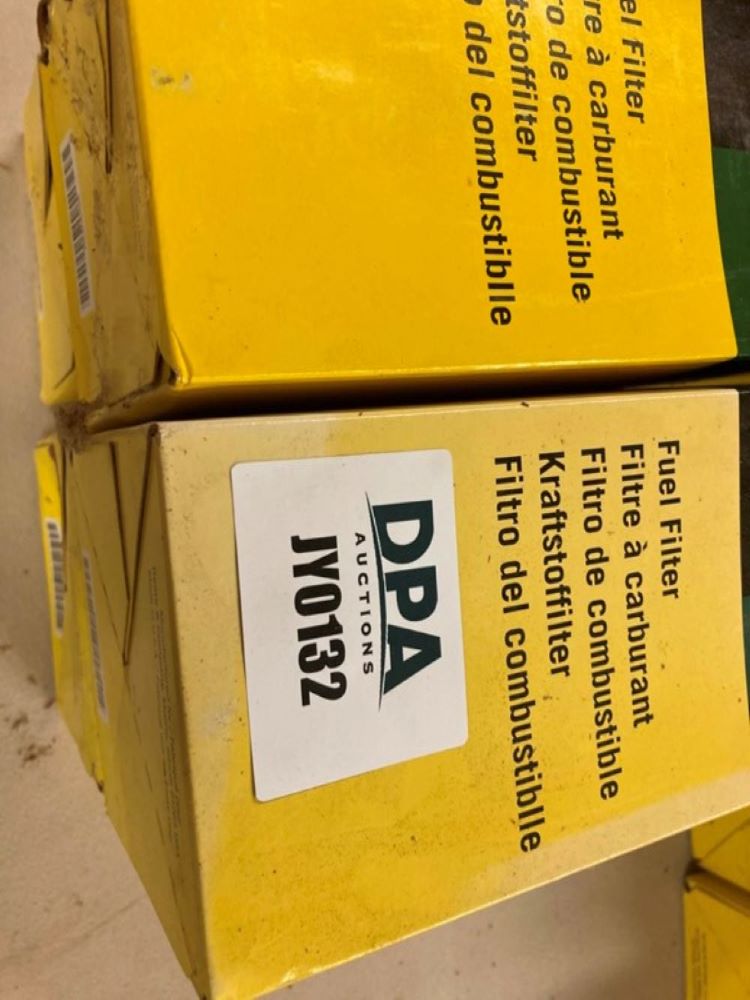 el Filter
re à carburant
ro de combustible
tstoffilter
del combustiblle
Fuel Filter
Filtre à carburant
Filtro de combustible
Kraftstoffilter
Filtro del combustiblle
DPA
AUCTIONS
JY0132